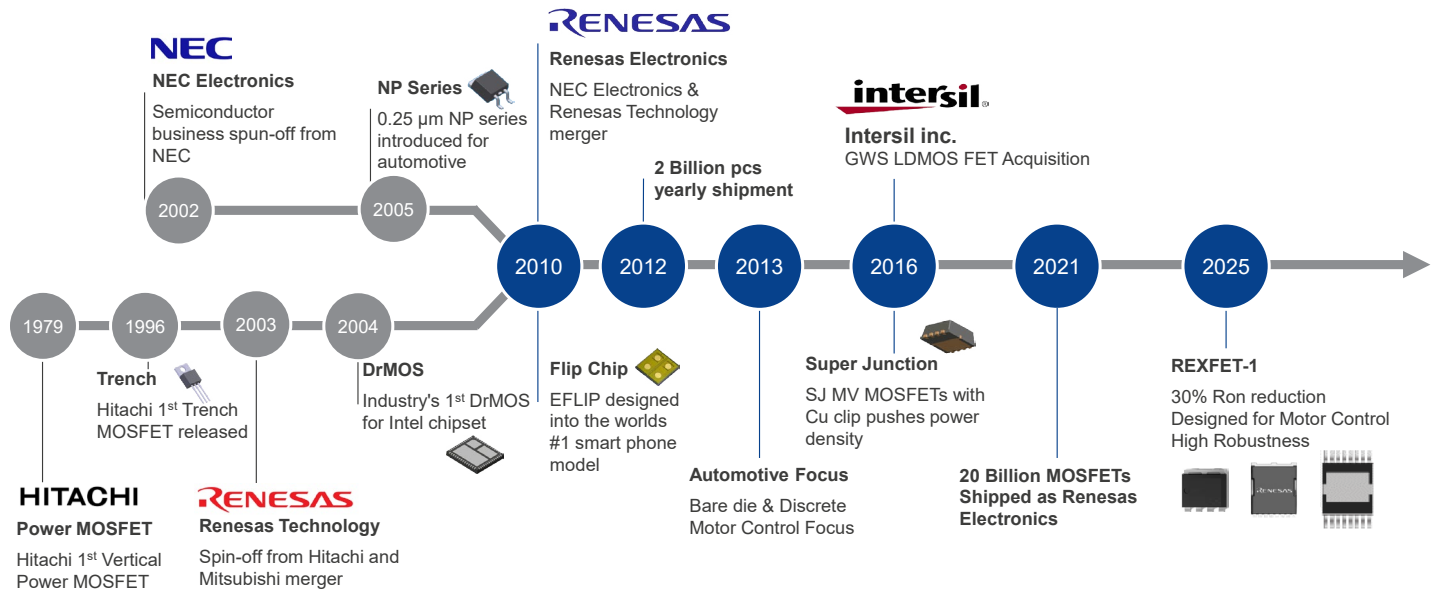 NEC
NEC Electronics
Semiconductor
business spun-off from
NEC
NP Series
0.25 µm NP series
introduced for
automotive
RENESAS
Renesas Electronics
NEC Electronics &
Renesas Technology
merger
2 Billion pcs
yearly shipment
intersil®
Intersil inc.
GWS LDMOS FET Acquisition
2002
2005
2010
2012
2013
2016
2021
2025
1979
1996
2003
2004
Trench
Hitachi 1st Trench
MOSFET released
DrMOS
Industry's 1st DrMOS
for Intel chipset
Flip Chip
EFLIP designed
into the worlds
#1 smart phone
model
Super Junction
SJ MV MOSFETs with
Cu clip pushes power
density
REXFET-1
30% Ron reduction
Designed for Motor Control
High Robustness
RENESAS
HITACHI
Power MOSFET
Hitachi 1st Vertical
Power MOSFET
RENESAS
Renesas Technology
Spin-off from Hitachi and
Mitsubishi merger
Automotive Focus
Bare die & Discrete
Motor Control Focus
20 Billion MOSFETs
Shipped as Renesas
Electronics